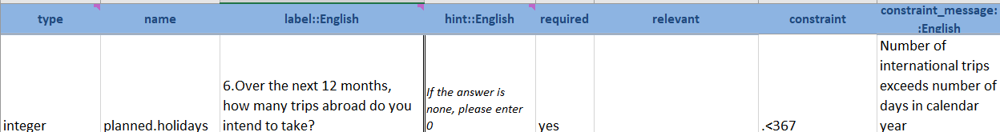 type name label::English hint::English required relevant constraint constraint_message:
:English
6.Over the next 12 months,
how many trips abroad do you
intend to take?
If the answer is
none, please enter
0
Number of
international trips
exceeds number of
days in calendar
year
integer planned.holidays yes .<367